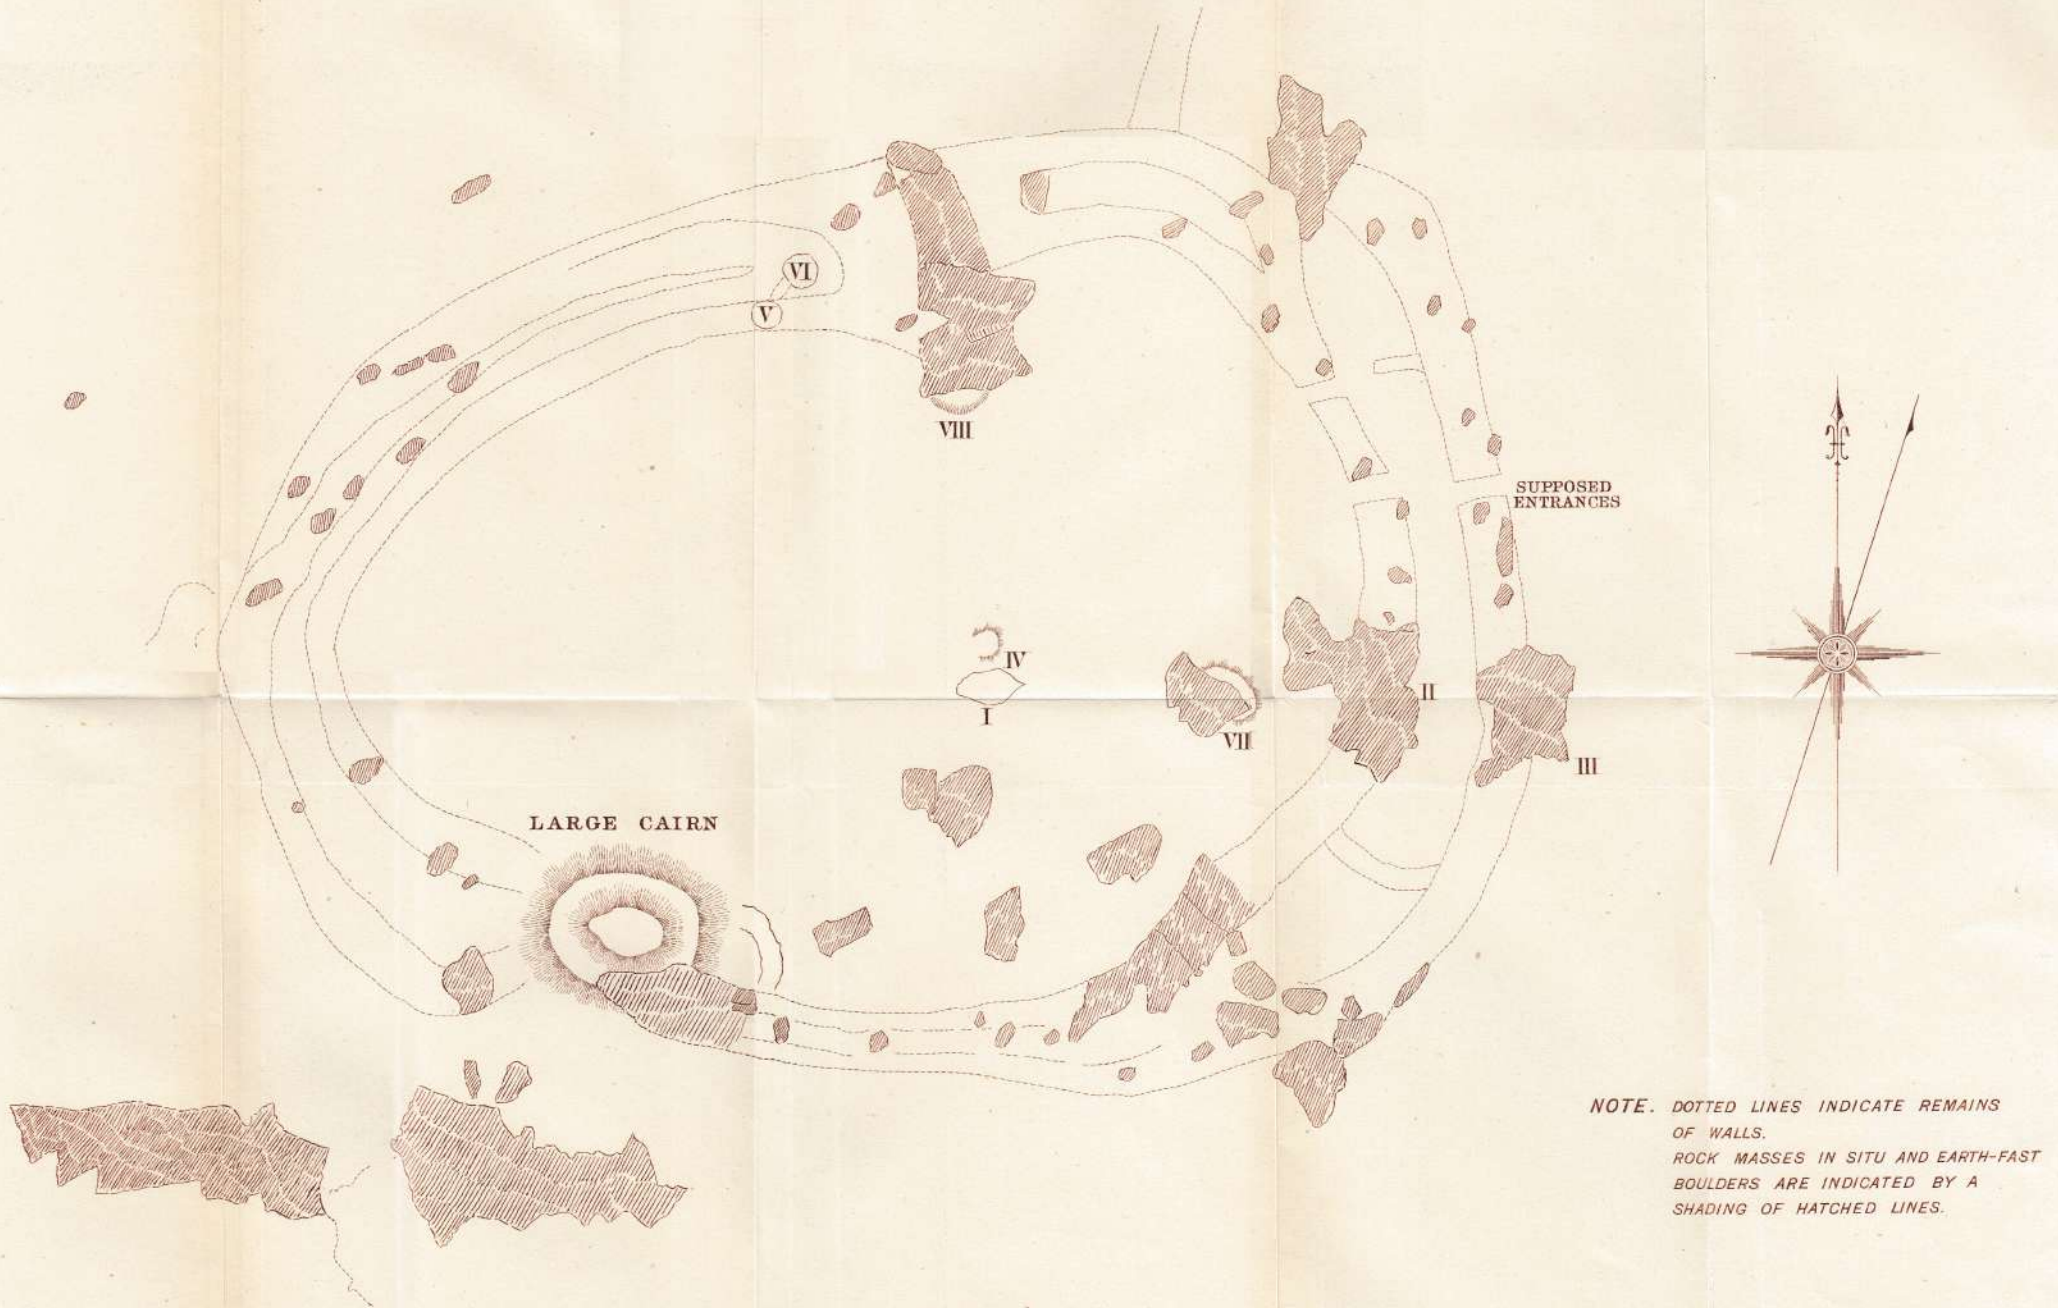 VI
V
VIII
SUPPOSED
ENTRANCES
IV
I
II
VII
III
LARGE CAIRN
NOTE. DOTTED LINES INDICATE REMAINS
OF WALLS.
ROCK MASSES IN SITU AND EARTH-FAST
BOULDERS ARE INDICATED BY A
SHADING OF HATCHED LINES.